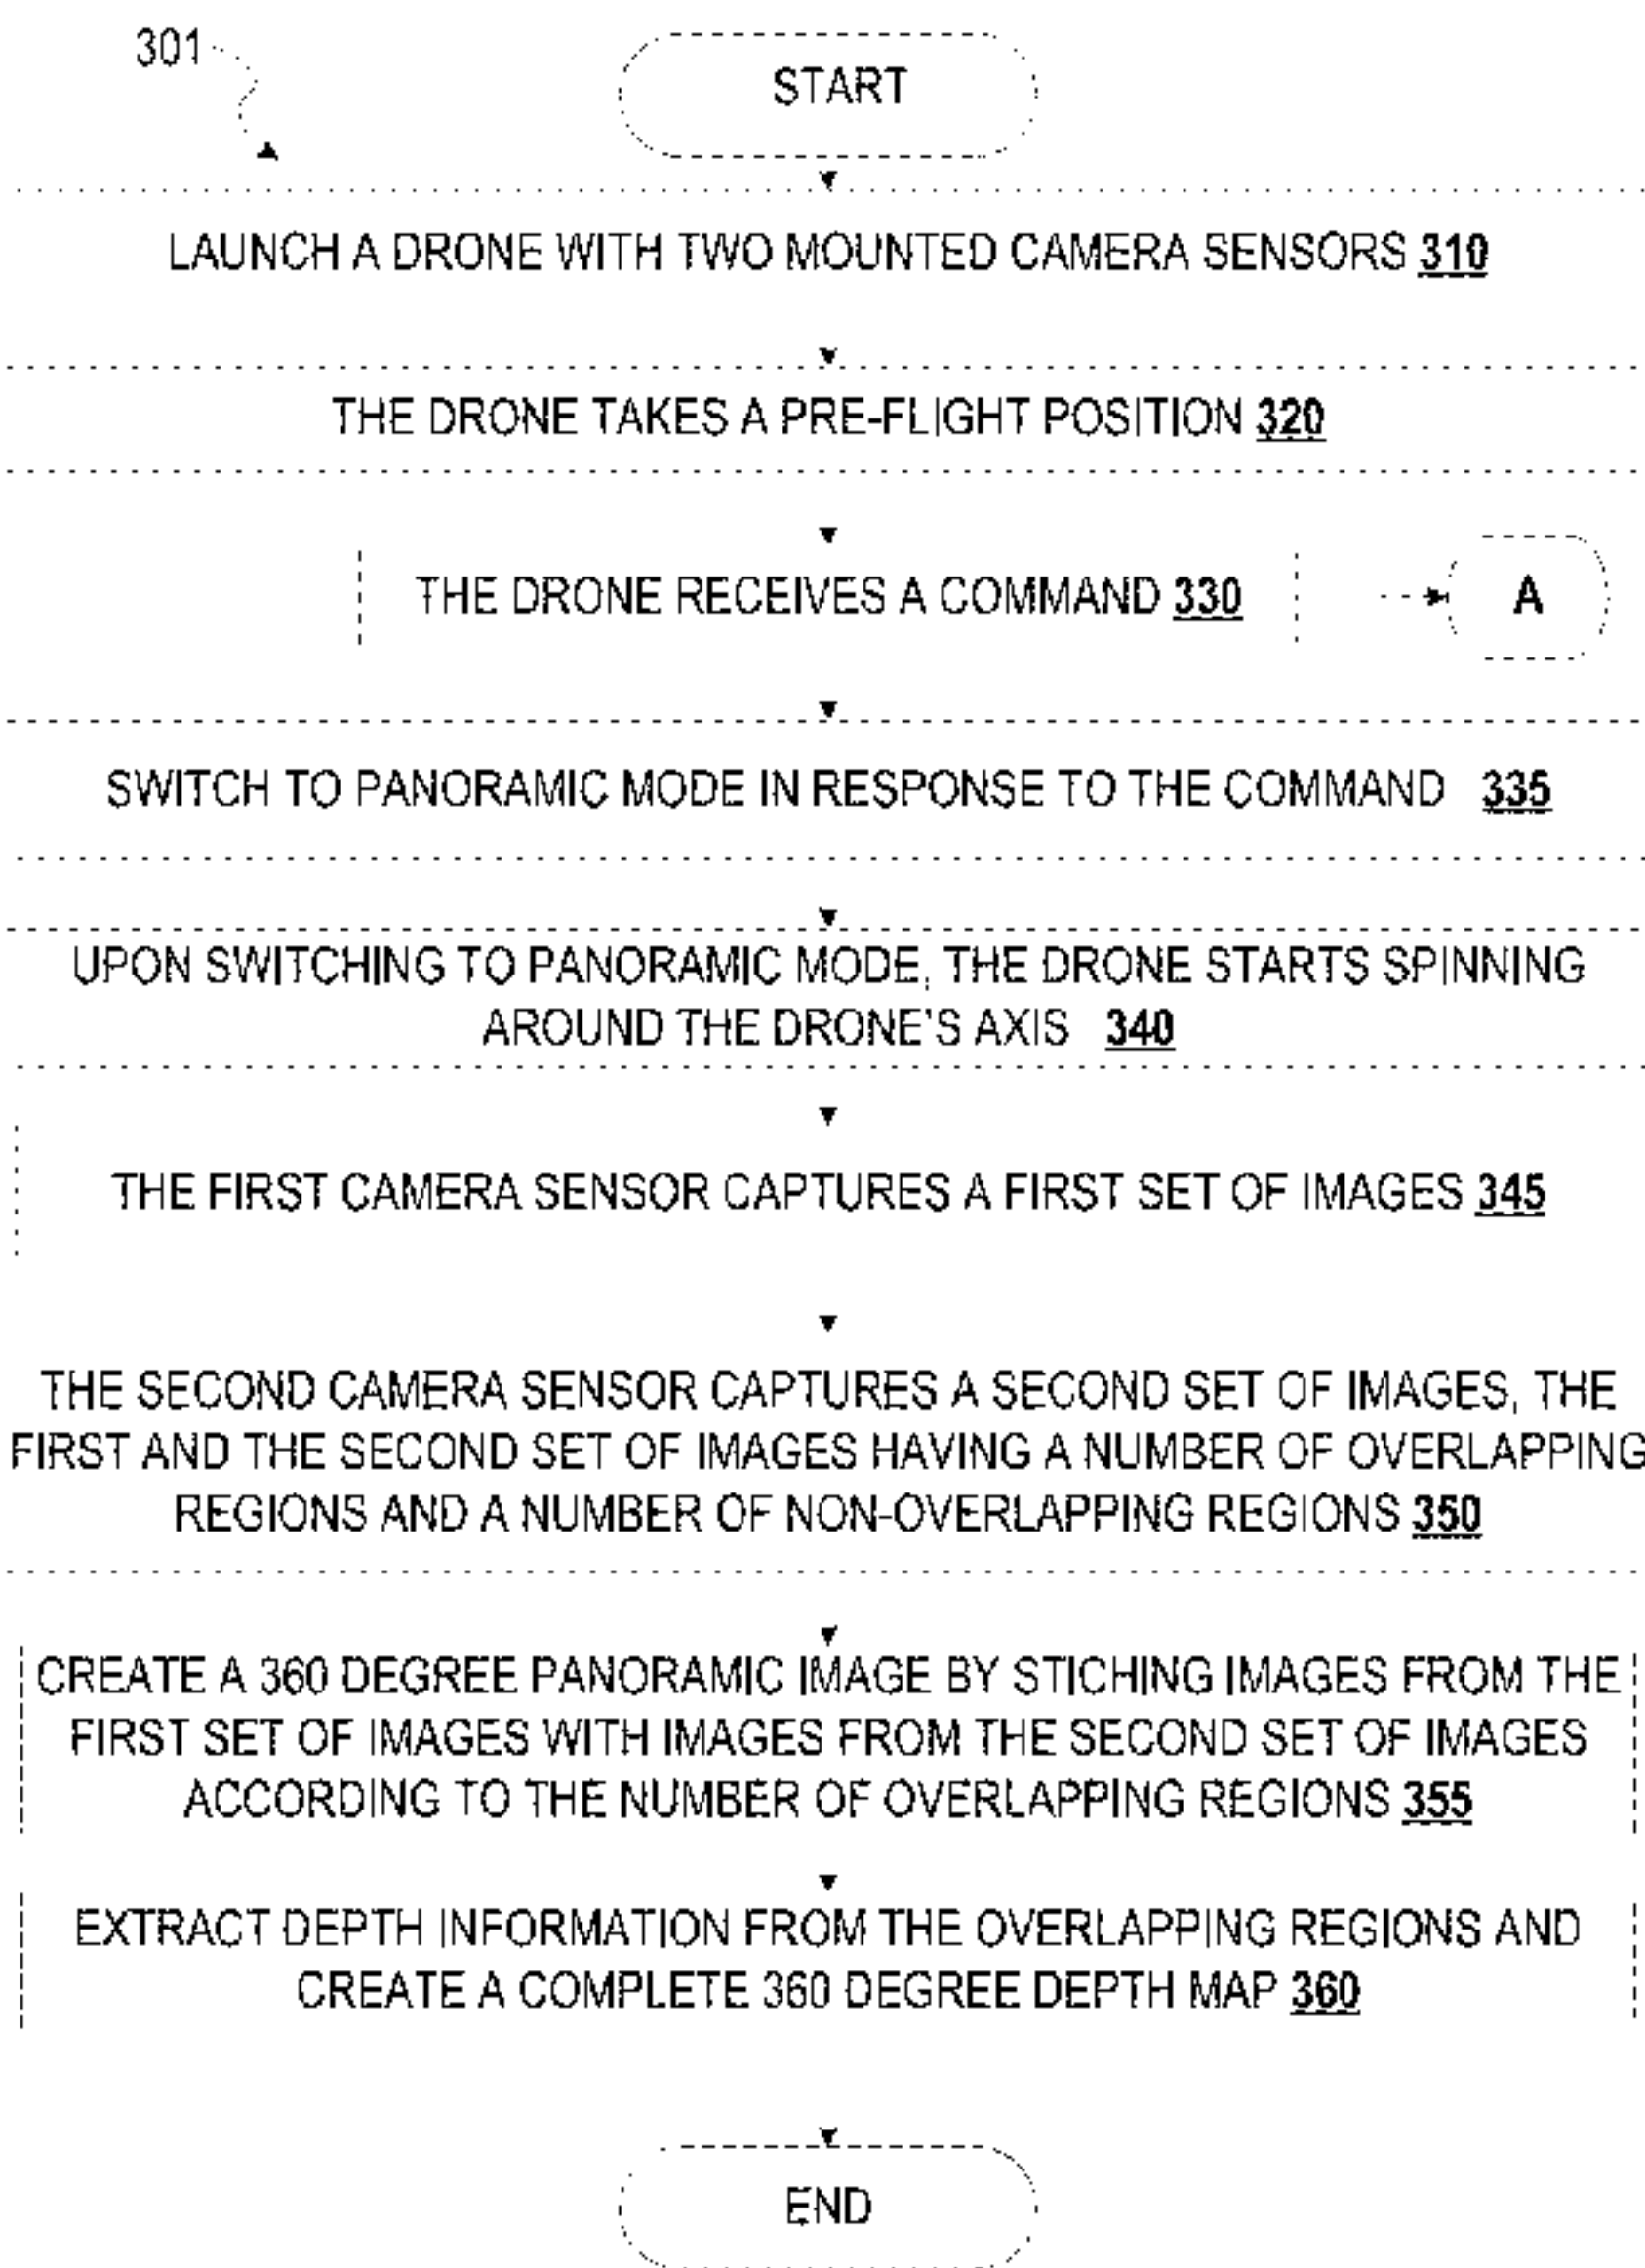 301
START
LAUNCH A DRONE WITH TWO MOUNTED CAMERA SENSORS 310
THE DRONE TAKES A PRE-FLIGHT POSITION 320
THE DRONE RECEIVES A COMMAND 330
A
SWITCH TO PANORAMIC MODE IN RESPONSE TO THE COMMAND 335
UPON SWITCHING TO PANORAMIC MODE, THE DRONE STARTS SPINNING
AROUND THE DRONE'S AXIS 340
THE FIRST CAMERA SENSOR CAPTURES A FIRST SET OF IMAGES 345
THE SECOND CAMERA SENSOR CAPTURES A SECOND SET OF IMAGES, THE
FIRST AND THE SECOND SET OF IMAGES HAVING A NUMBER OF OVERLAPPING
REGIONS AND A NUMBER OF NON-OVERLAPPING REGIONS 350
CREATE A 360 DEGREE PANORAMIC IMAGE BY STICHING IMAGES FROM THE
FIRST SET OF IMAGES WITH IMAGES FROM THE SECOND SET OF IMAGES
ACCORDING TO THE NUMBER OF OVERLAPPING REGIONS 355
EXTRACT DEPTH INFORMATION FROM THE OVERLAPPING REGIONS AND
CREATE A COMPLETE 360 DEGREE DEPTH MAP 360
END